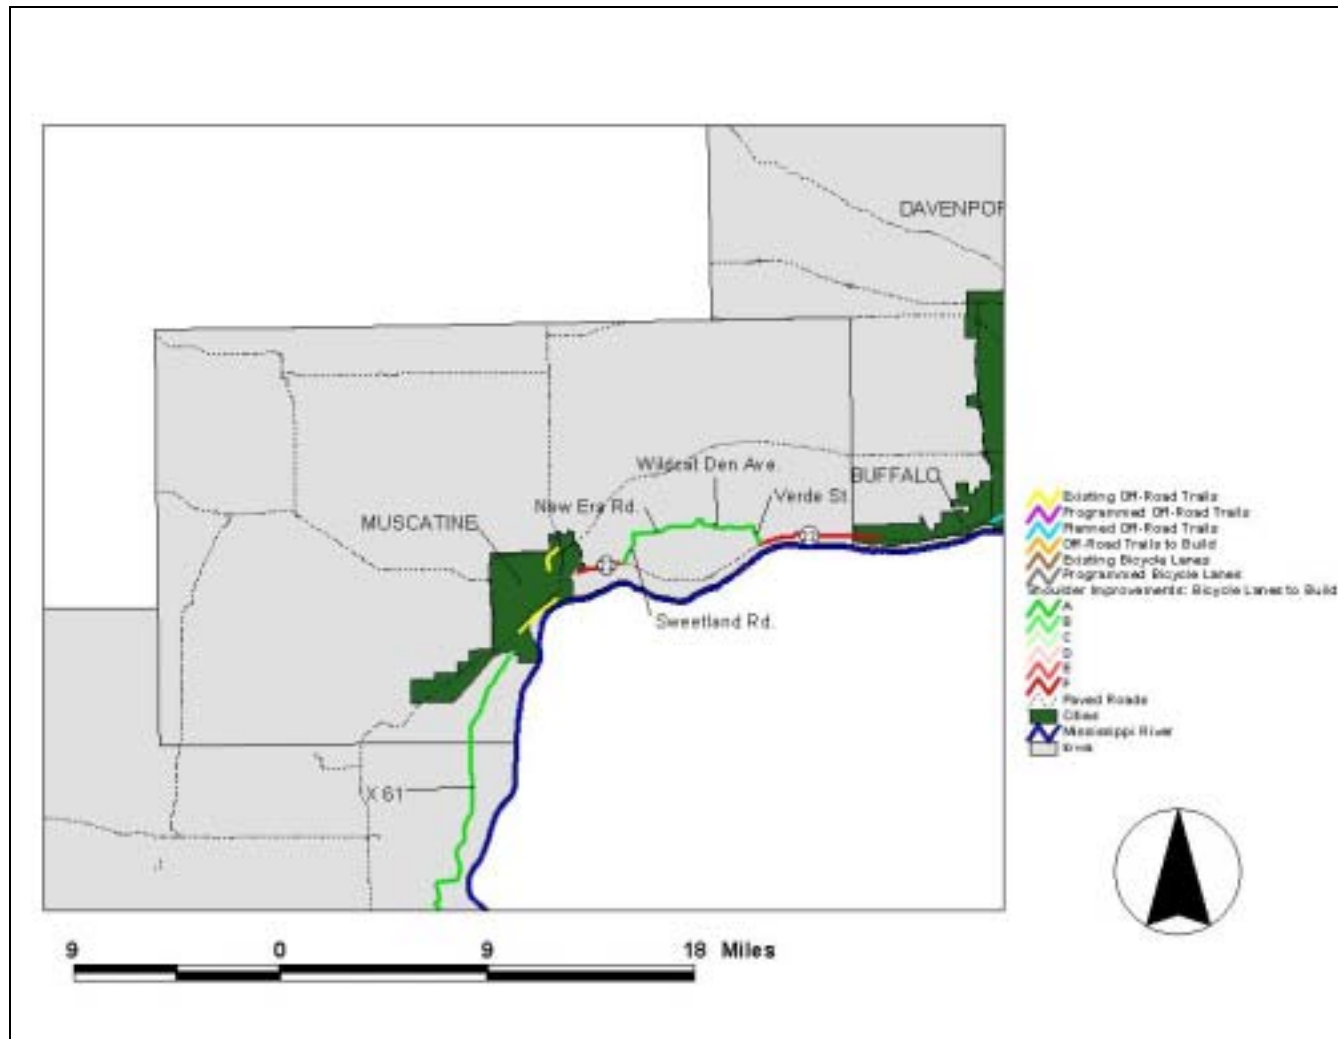 DAVENPOR
Wildcat Den Ave.
BUFFALO
Verde St.
New Era Rd.
MUSCATINE
Sweetland Rd.
X 61
Existing Off-Road Trails
Programmed Off-Road Trails
Planned Off-Road Trails
Off-Road Trails to Build
Existing Bicycle Lanes
Programmed Bicycle Lanes
Shoulder Improvements: Bicycle Lanes to Build
A
B
C
D
E
F
Paved Roads
Cities
Mississippi River
Iowa
9 0 9 18 Miles